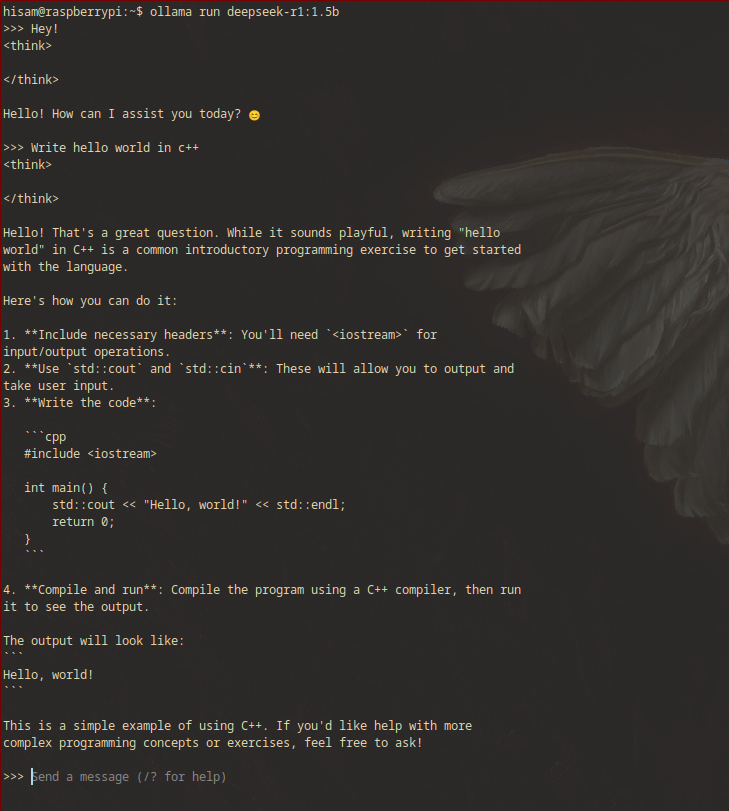 hisam@raspberrypi:~$ ollama run deepseek-r1:1.5b
>>> Hey!
<think>
</think>
Hello! How can I assist you today? 😊
>>> Write hello world in c++
<think>
</think>
Hello! That's a great question. While it sounds playful, writing "hello
world" in C++ is a common introductory programming exercise to get started
with the language.
Here's how you can do it:
1. **Include necessary headers**: You'll need `<iostream>` for
input/output operations.
2. **Use `std::cout` and `std::cin`**: These will allow you to output and
take user input.
3. **Write the code**:
   ```cpp
   #include <iostream>
   int main() {
       std::cout << "Hello, world!" << std::endl;
       return 0;
   }
   ```
4. **Compile and run**: Compile the program using a C++ compiler, then run
it to see the output.
The output will look like:
```
Hello, world!
```
This is a simple example of using C++. If you'd like help with more
complex programming concepts or exercises, feel free to ask!
>>> Send a message (/? for help)